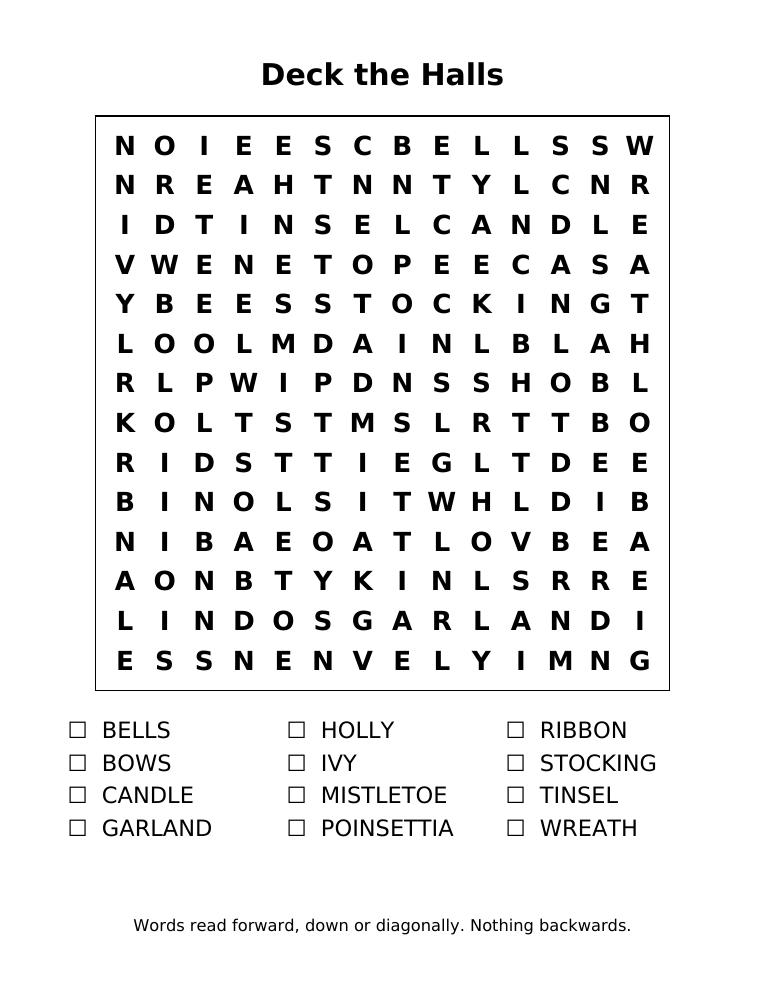 Deck the Halls
N O I E E S C B E L L S S W
N R E A H T N N T Y L C N R
I D T I N S E L C A N D L E
V W E N E T O P E E C A S A
Y B E E S S T O C K I N G T
L O O L M D A I N L B L A H
R L P W I P D N S S H O B L
K O L T S T M S L R T T B O
R I D S T T I E G L T D E E
B I N O L S I T W H L D I B
N I B A E O A T L O V B E A
A O N B T Y K I N L S R R E
L I N D O S G A R L A N D I
E S S N E N V E L Y I M N G
☐ BELLS ☐ HOLLY ☐ RIBBON
☐ BOWS ☐ IVY ☐ STOCKING
☐ CANDLE ☐ MISTLETOE ☐ TINSEL
☐ GARLAND ☐ POINSETTIA ☐ WREATH
Words read forward, down or diagonally. Nothing backwards.